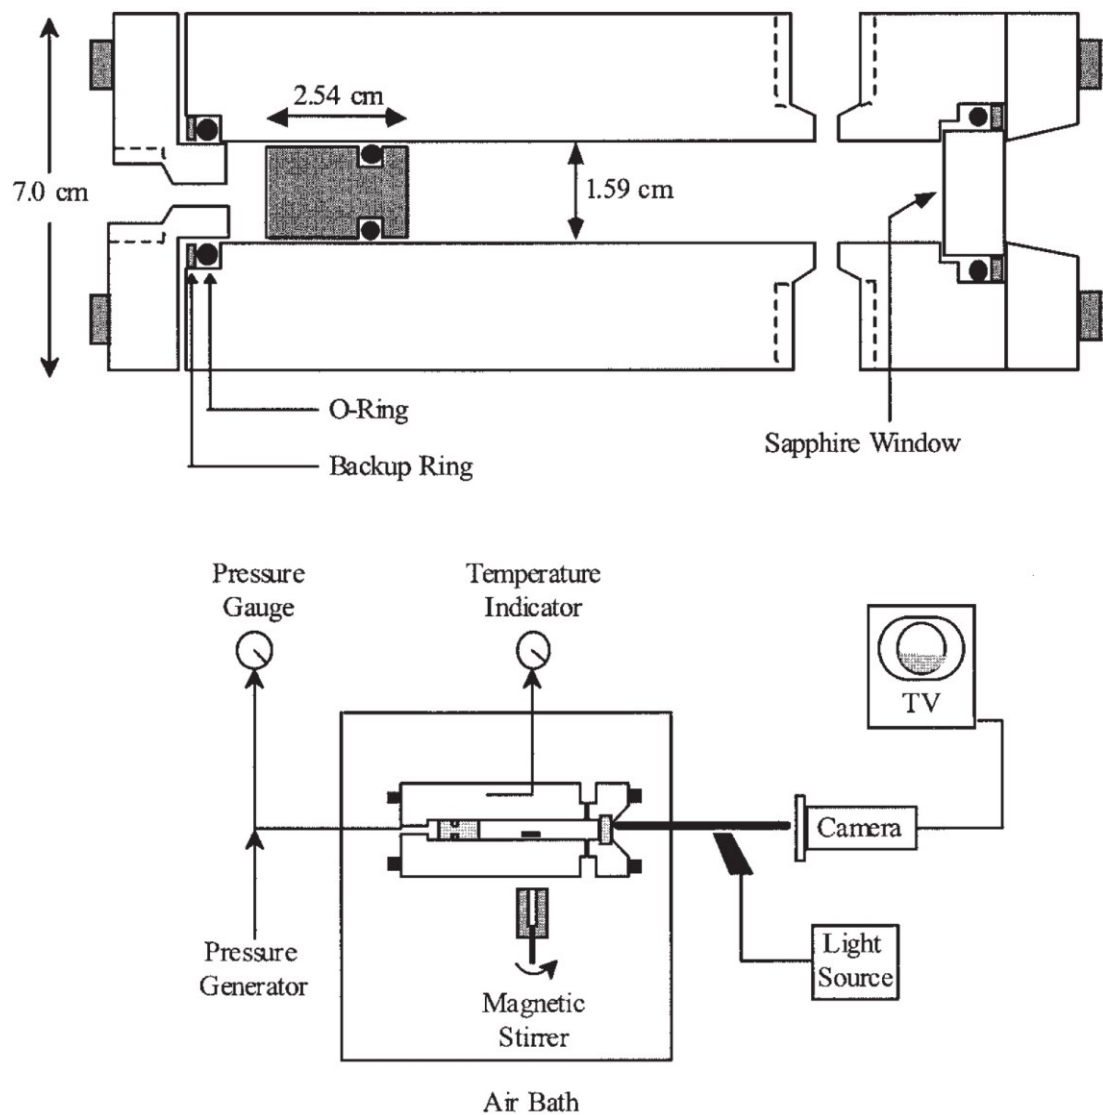 2.54 cm
7.0 cm
1.59 cm
O-Ring
Backup Ring
Sapphire Window
Pressure
Gauge
Temperature
Indicator
TV
Camera
Pressure
Generator
Magnetic
Stirrer
Light
Source
Air Bath